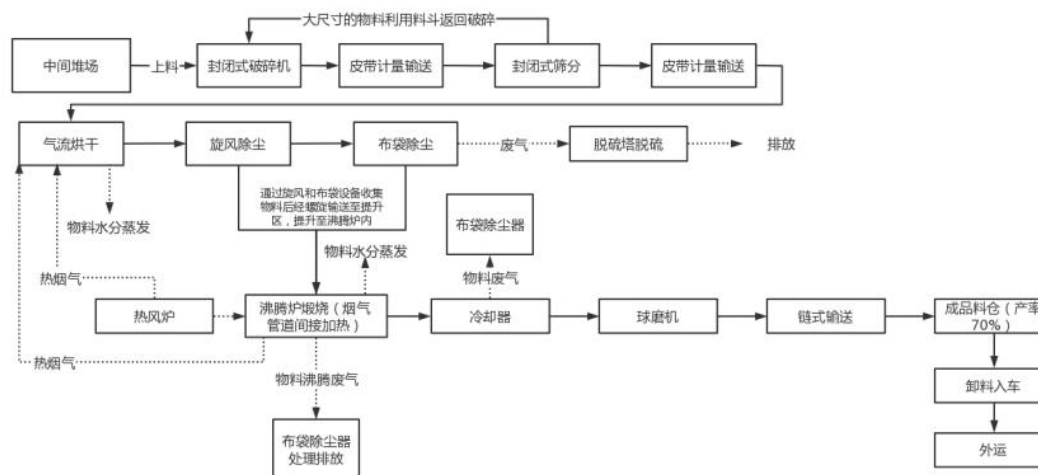 大尺寸的物料利用料斗返回破碎
中间堆场
上料
封闭式破碎机
皮带计量输送
封闭式筛分
皮带计量输送
气流烘干
旋风除尘
布袋除尘
废气
脱硫塔脱硫
排放
通过旋风和布袋设备收集
物料后经螺旋输送至提升
区，提升至沸腾炉内
布袋除尘器
物料水分蒸发
物料水分蒸发
热烟气
物料废气
热风炉
沸腾炉煅烧（烟气
管道间接加热）
冷却器
球磨机
链式输送
成品料仓（产率
70%）
热烟气
物料沸腾废气
卸料入车
布袋除尘器
处理排放
外运